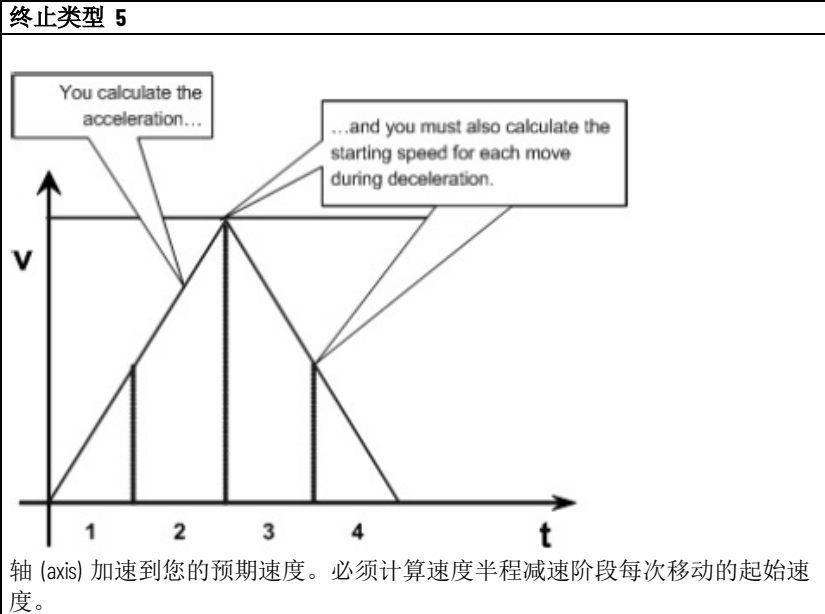 终止类型 5
You calculate the
acceleration…
…and you must also calculate the
starting speed for each move
during deceleration.
V
1 2 3 4 t
轴 (axis) 加速到您的预期速度。必须计算速度半程减速阶段每次移动的起始速
度。